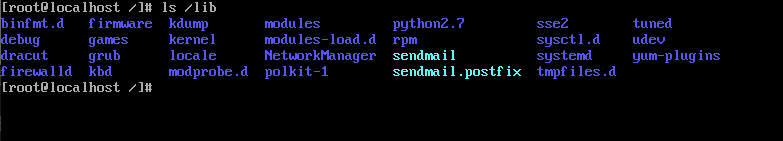 [root@localhost /]# ls /lib
binfmt.d firmware kdump modules python2.7 sse2 tuned
debug games kernel modules-load.d rpm sysctl.d udev
dracut grub locale NetworkManager sendmail systemd yum-plugins
firewalld kbd modprobe.d polkit-1 sendmail.postfix tmpfiles.d
[root@localhost /]#